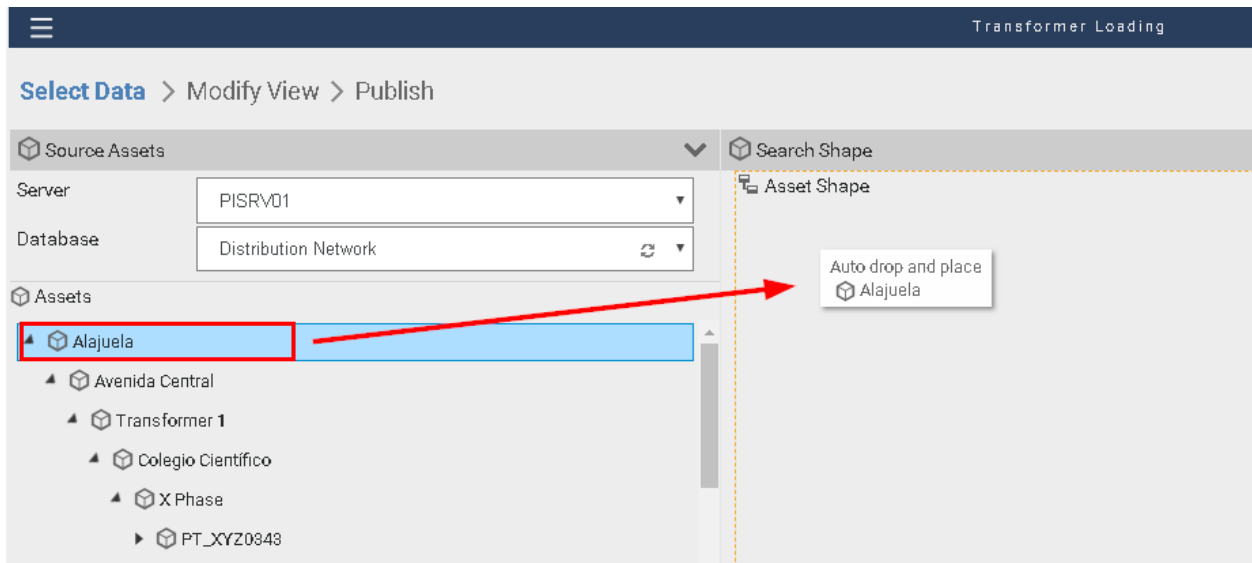 Transformer Loading
Select Data > Modify View > Publish
Source Assets
Server
PISRV01
Database
Distribution Network
Assets
Alajuela
Avenida Central
Transformer 1
Colegio Científico
X Phase
PT_XYZ0343
Search Shape
Asset Shape
Auto drop and place
Alajuela